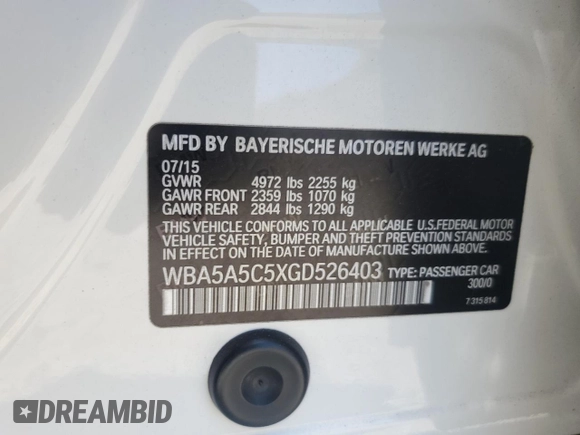 MFD BY BAYERISCHE MOTOREN WERKE AG
07/15
GVWR 4972 lbs 2255 kg
GAWR FRONT 2359 lbs 1070 kg
GAWR REAR 2844 lbs 1290 kg
THIS VEHICLE CONFORMS TO ALL APPLICABLE U.S.FEDERAL MOTOR
VEHICLE SAFETY, BUMPER AND THEFT PREVENTION STANDARDS
IN EFFECT ON THE DATE OF MANUFACTURE SHOWN ABOVE.
WBA5A5C5XGD526403 TYPE: PASSENGER CAR
300/0
7 315 814
DREAMBID